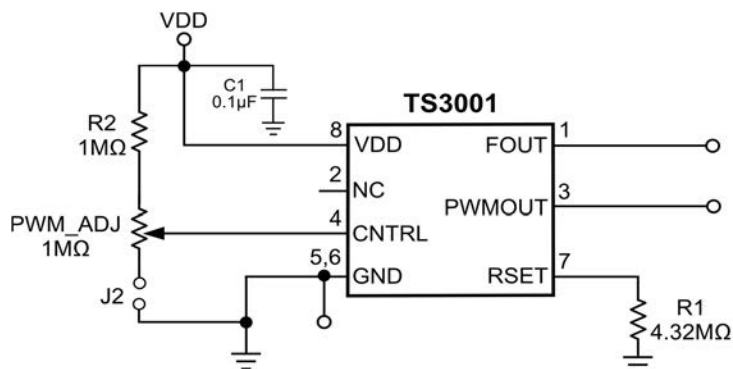 VDD
C1
0.1µF
R2
1MΩ
PWM_ADJ
1MΩ
J2
TS3001
8
VDD
2
NC
4
CNTRL
5,6
GND
FOUT
1
PWMOUT
3
RSET
7
R1
4.32MΩ